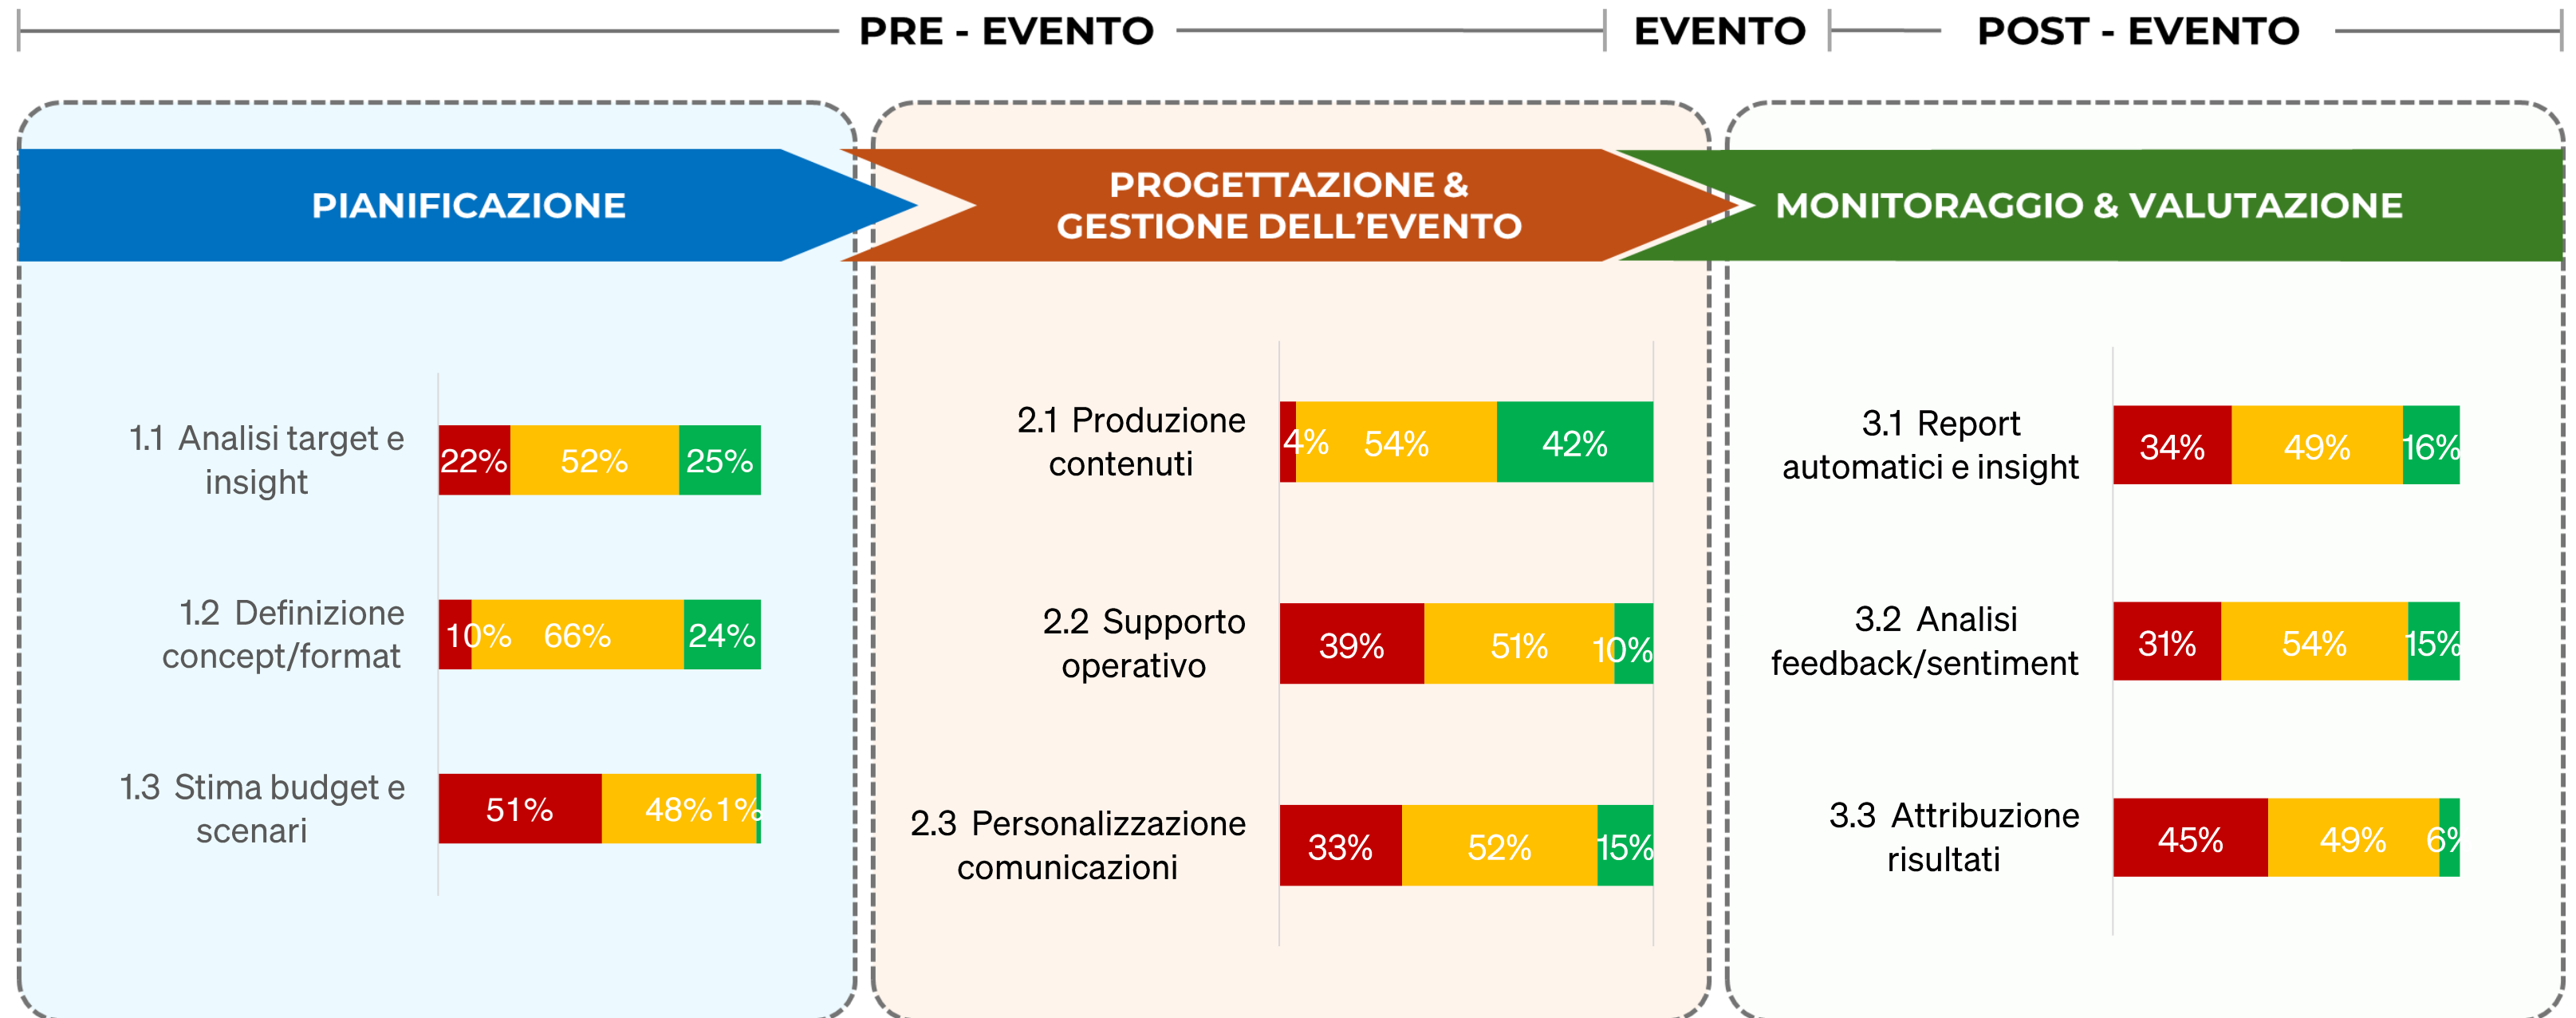 PRE - EVENTO
EVENTO
POST - EVENTO
PIANIFICAZIONE
PROGETTAZIONE &
GESTIONE DELL'EVENTO
MONITORAGGIO & VALUTAZIONE
1.1 Analisi target e
insight
22% 52% 25%
1.2 Definizione
concept/format
10% 66% 24%
1.3 Stima budget e
scenari
51% 48% 1%
2.1 Produzione
contenuti
4% 54% 42%
2.2 Supporto
operativo
39% 51% 10%
2.3 Personalizzazione
comunicazioni
33% 52% 15%
3.1 Report
automatici e insight
34% 49% 16%
3.2 Analisi
feedback/sentiment
31% 54% 15%
3.3 Attribuzione
risultati
45% 49% 6%